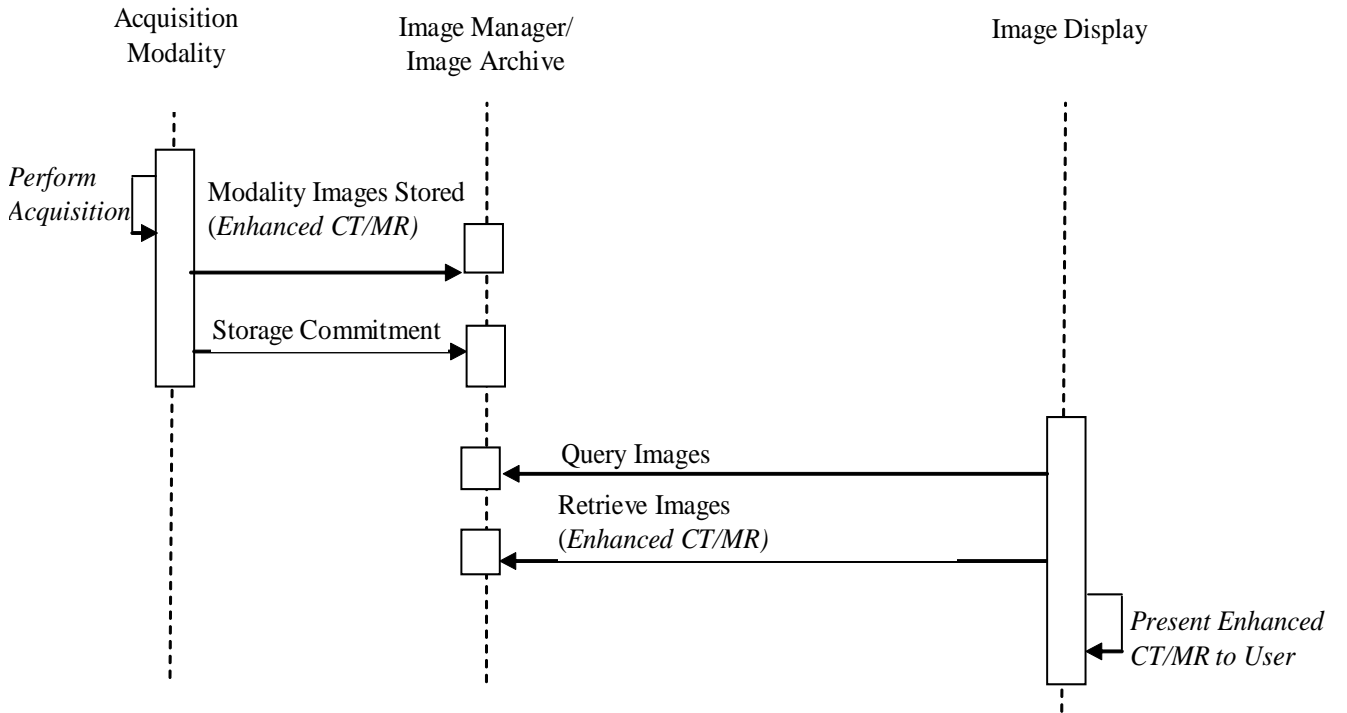 Acquisition
Modality
Image Manager/
Image Archive
Image Display
Perform
Acquisition
Modality Images Stored
(Enhanced CT/MR)
Storage Commitment
Query Images
Retrieve Images
(Enhanced CT/MR)
Present Enhanced
CT/MR to User